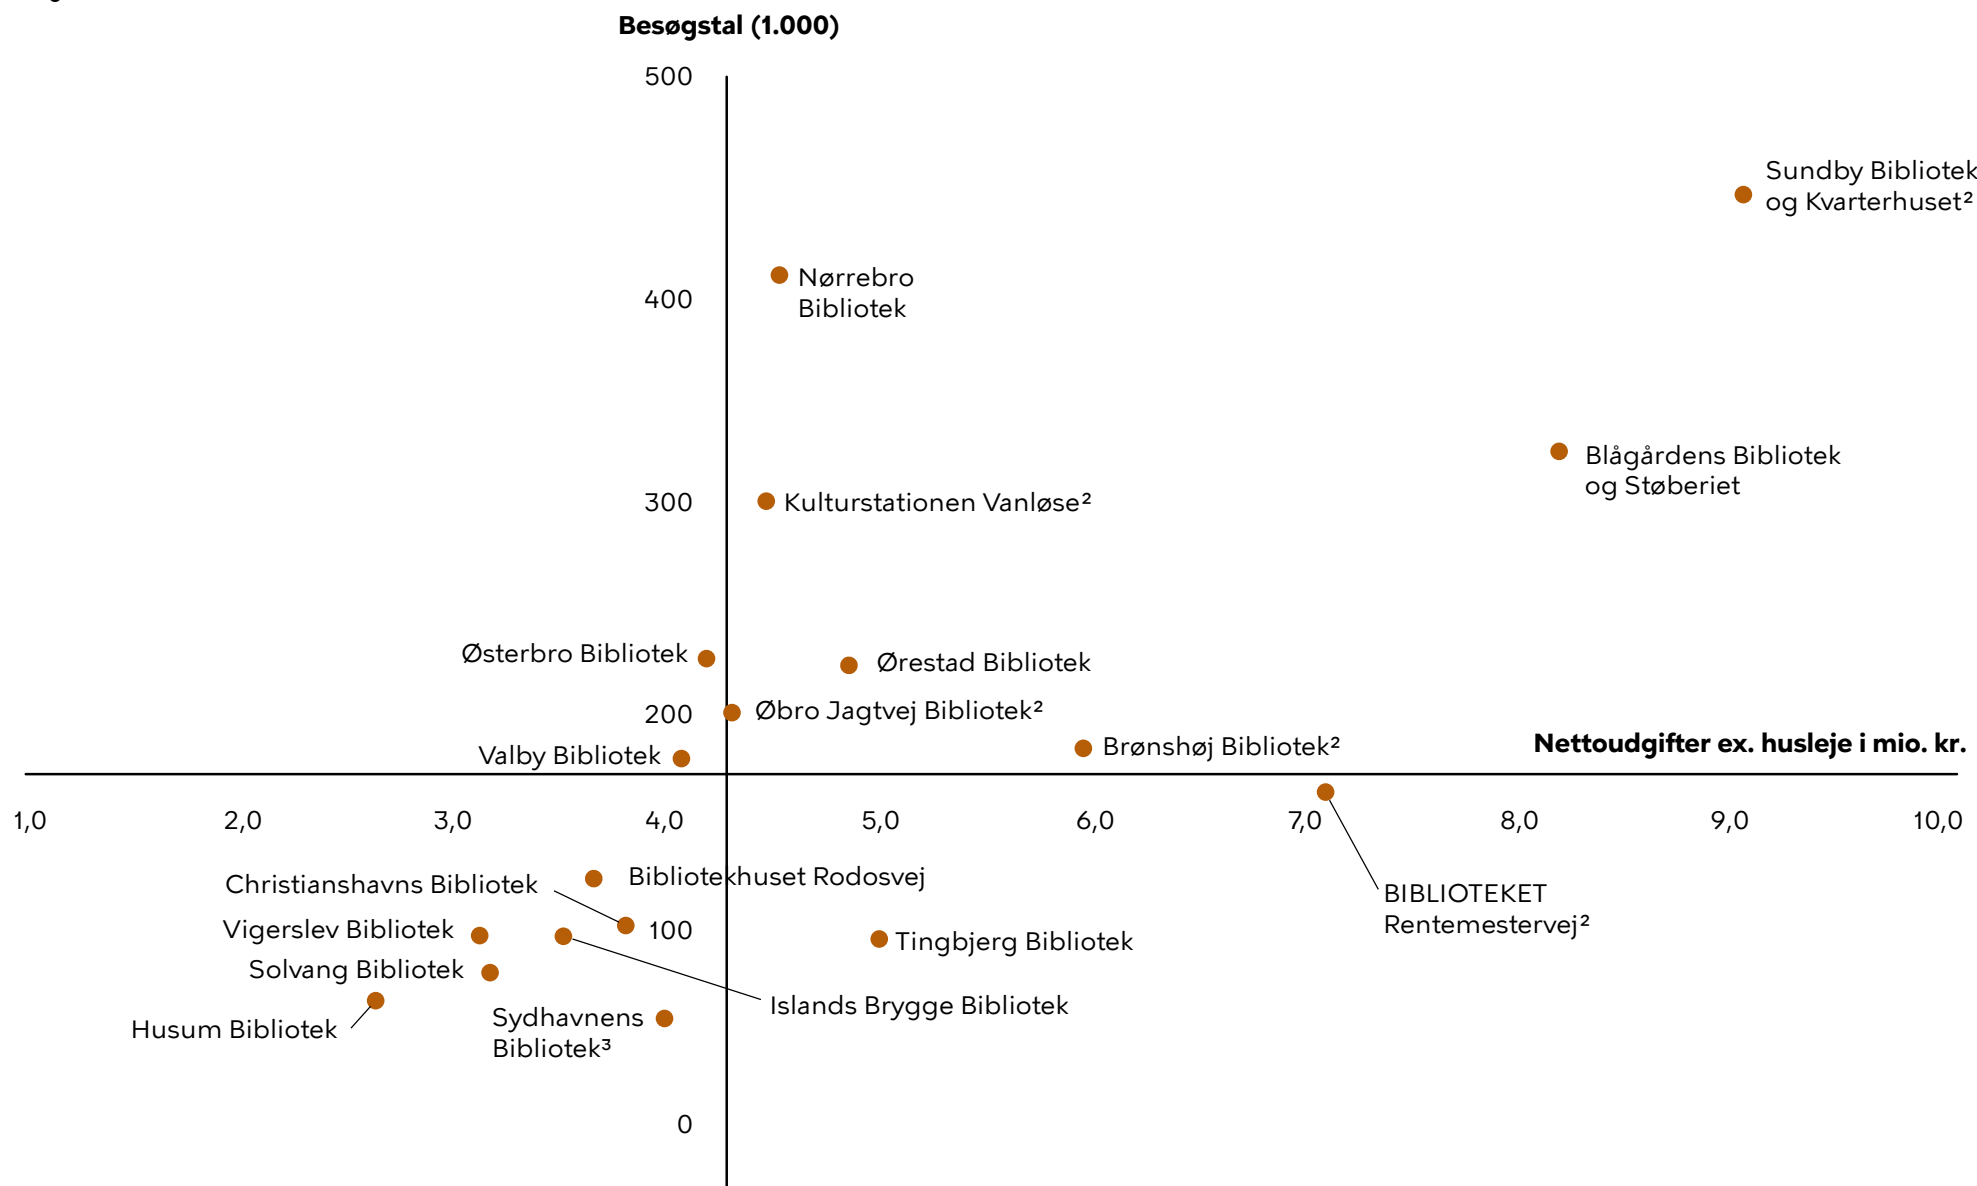 Besøgstal (1.000)
500
Sundby Bibliotek
og Kvarterhuset²
Nørrebro
Bibliotek
400
Blågårdens Bibliotek
og Støberiet
300
Kulturstationen Vanløse²
Østerbro Bibliotek
Ørestad Bibliotek
200
Øbro Jagtvej Bibliotek²
Valby Bibliotek
Brønshøj Bibliotek²
Nettoudgifter ex. husleje i mio. kr.
1,0 2,0 3,0 4,0 5,0 6,0 7,0 8,0 9,0 10,0
Bibliotekhuset Rodosvej
Christianshavns Bibliotek
BIBLIOTEKET
Rentemestervej²
Vigerslev Bibliotek
100
Tingbjerg Bibliotek
Solvang Bibliotek
Islands Brygge Bibliotek
Husum Bibliotek
Sydhavnens
Bibliotek³
0